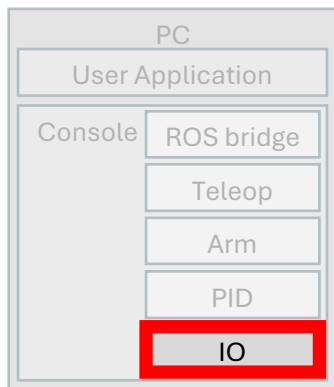 PC
User Application
Console
ROS bridge
Teleop
Arm
PID
IO